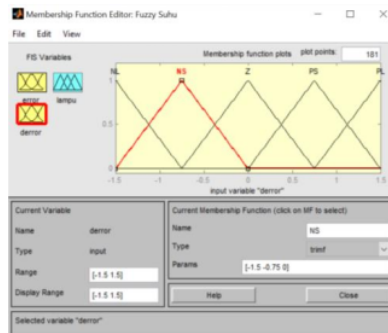 Membership Function Editor: Fuzzy Suhu
File Edit View
FIS Variables
Membership function plots plot points: 181
error lampu
derror
NL NS Z PS PL
1
0.5
0
-1.5 -1 -0.5 0 0.5 1 1.5
input variable "derror"
Current Variable
Name derror
Type input
Range [-1.5 1.5]
Display Range [-1.5 1.5]
Current Membership Function (click on MF to select)
Name NS
Type trimf
Params [-1.5 -0.75 0]
Help Close
Selected variable "derror"